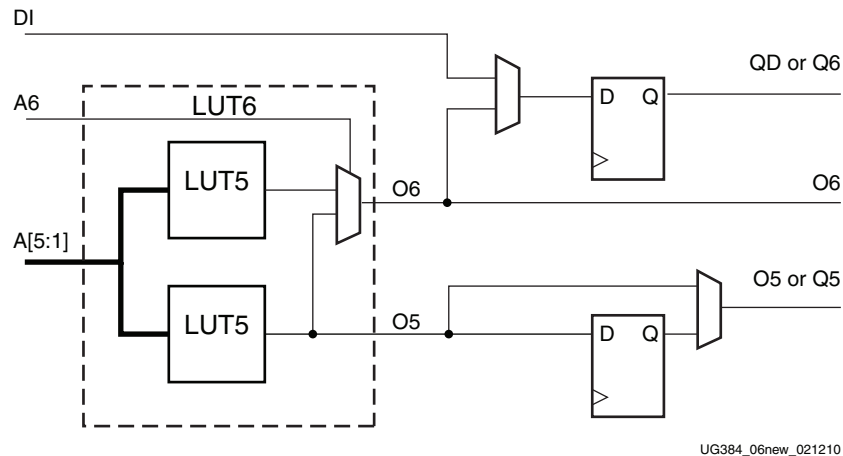 DI
QD or Q6
D Q
A6
LUT6
LUT5
O6
O6
A[5:1]
O5 or Q5
LUT5
O5
D Q
UG384_06new_021210